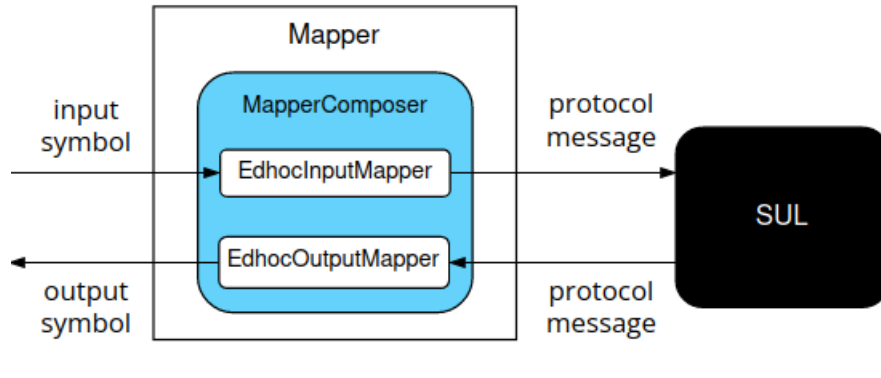 Mapper
MapperComposer
input
symbol
EdhocInputMapper
protocol
message
SUL
EdhocOutputMapper
output
symbol
protocol
message